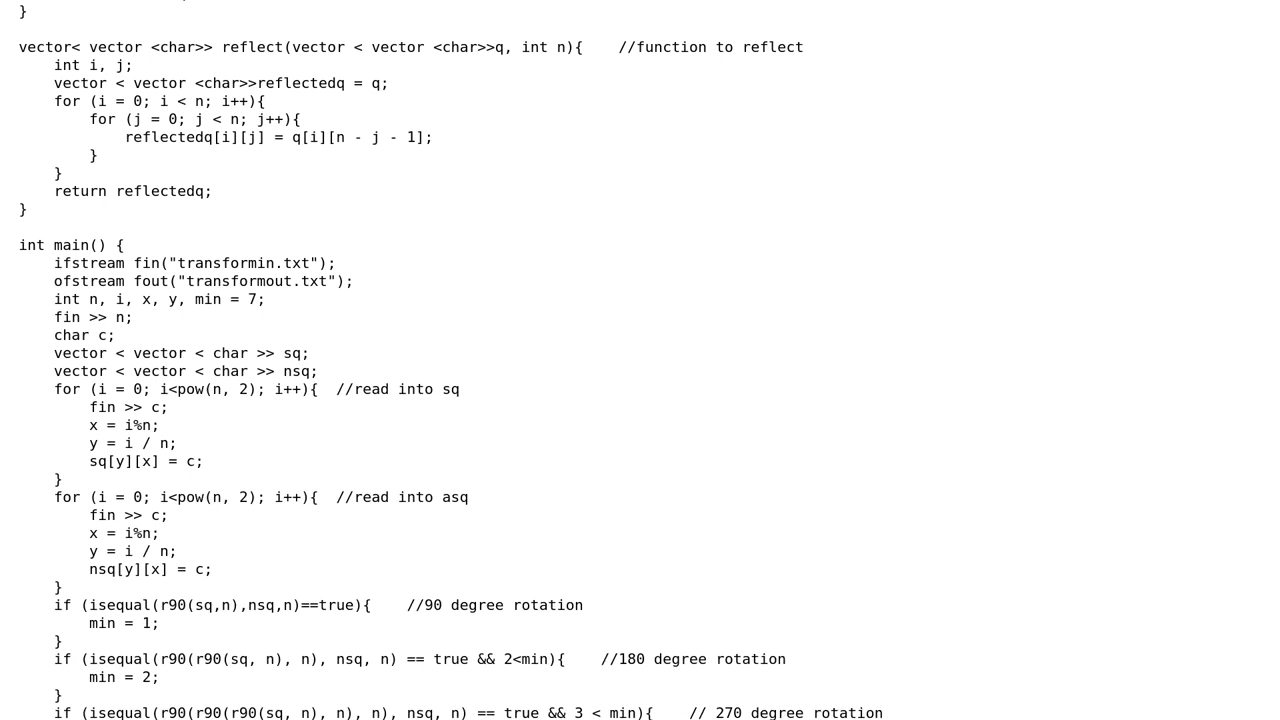 }
vector< vector <char>> reflect(vector < vector <char>>q, int n){    //function to reflect
    int i, j;
    vector < vector <char>>reflectedq = q;
    for (i = 0; i < n; i++){
        for (j = 0; j < n; j++){
            reflectedq[i][j] = q[i][n - j - 1];
        }
    }
    return reflectedq;
}
int main() {
    ifstream fin("transformin.txt");
    ofstream fout("transformout.txt");
    int n, i, x, y, min = 7;
    fin >> n;
    char c;
    vector < vector < char >> sq;
    vector < vector < char >> nsq;
    for (i = 0; i<pow(n, 2); i++){  //read into sq
        fin >> c;
        x = i%n;
        y = i / n;
        sq[y][x] = c;
    }
    for (i = 0; i<pow(n, 2); i++){  //read into asq
        fin >> c;
        x = i%n;
        y = i / n;
        nsq[y][x] = c;
    }
    if (isequal(r90(sq,n),nsq,n)==true){    //90 degree rotation
        min = 1;
    }
    if (isequal(r90(r90(sq, n), n), nsq, n) == true && 2<min){    //180 degree rotation
        min = 2;
    }
    if (isequal(r90(r90(r90(sq, n), n), n), nsq, n) == true && 3 < min){    // 270 degree rotation